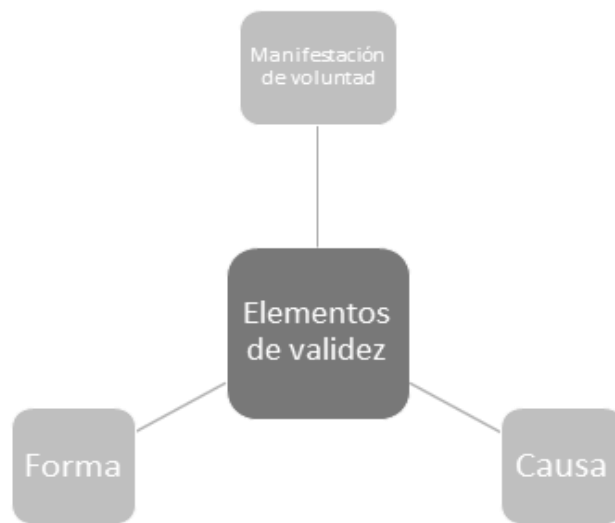 Manifestación
de voluntad
Elementos
de validez
Forma
Causa